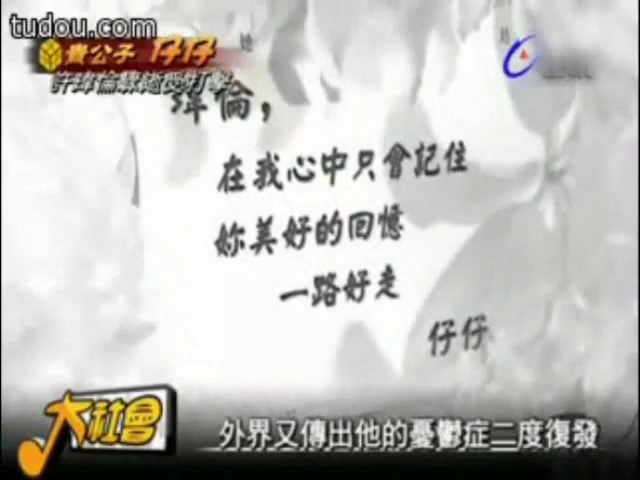 tudou.com
貴公子 仔仔
許瑋倫驟逝受打擊
瑋倫,
在我心中只會記住
妳美好的回憶
一路好走
仔仔
大社會
外界又傳出他的憂鬱症二度復發